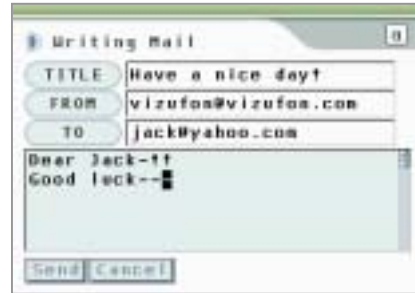 Writing Mail
TITLE Have a nice day!
FROM vizufon@vizufon.com
TO jack@yahoo.com
Dear Jack-!!
Good luck--
Send Cancel